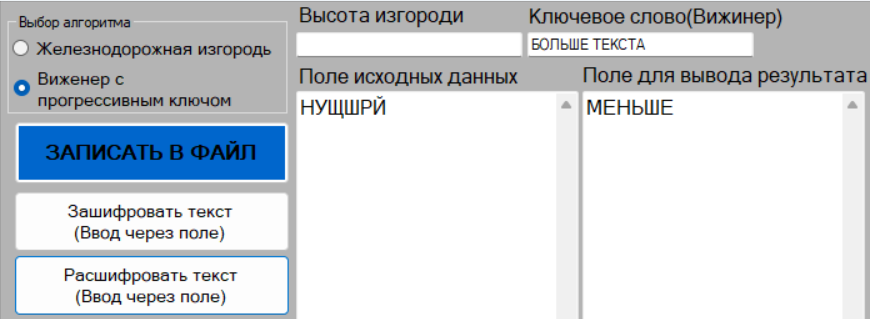 Выбор алгоритма
Железнодорожная изгородь
Виженер с
прогрессивным ключом
ЗАПИСАТЬ В ФАЙЛ
Зашифровать текст
(Ввод через поле)
Расшифровать текст
(Ввод через поле)
Высота изгороди
Ключевое слово(Вижинер)
БОЛЬШЕ ТЕКСТА
Поле исходных данных
Поле для вывода результата
НУЩШРЙ
МЕНЬШЕ